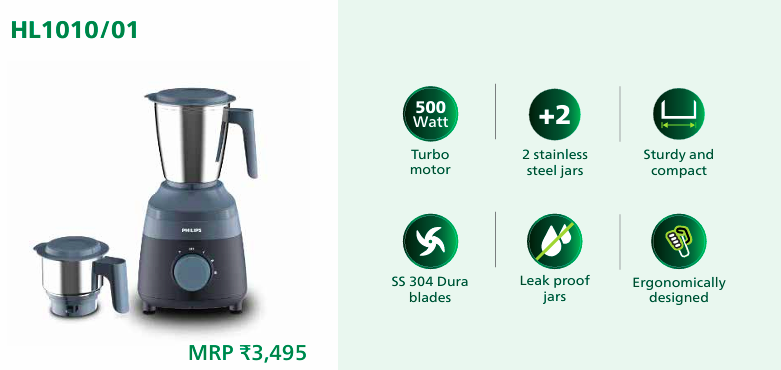 HL1010/01
PHILIPS
MRP ₹3,495
500
Watt
Turbo
motor
+2
2 stainless
steel jars
Sturdy and
compact
SS 304 Dura
blades
Leak proof
jars
Ergonomically
designed